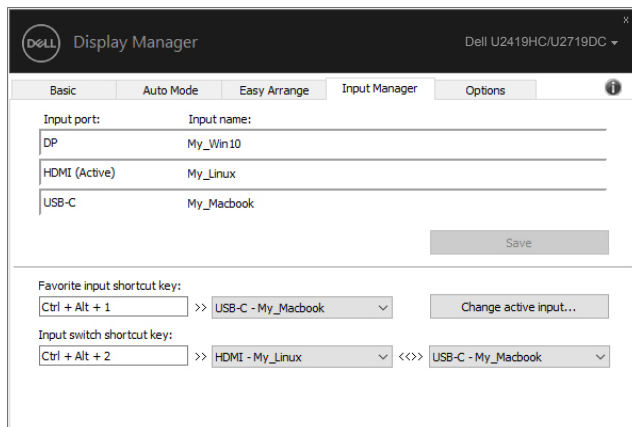 x
DELL Display Manager Dell U2419HC/U2719DC
Basic Auto Mode Easy Arrange Input Manager Options i
Input port: Input name:
DP My_Win10
HDMI (Active) My_Linux
USB-C My_Macbook
Save
Favorite input shortcut key:
Ctrl + Alt + 1 >> USB-C - My_Macbook Change active input...
Input switch shortcut key:
Ctrl + Alt + 2 >> HDMI - My_Linux <<>> USB-C - My_Macbook